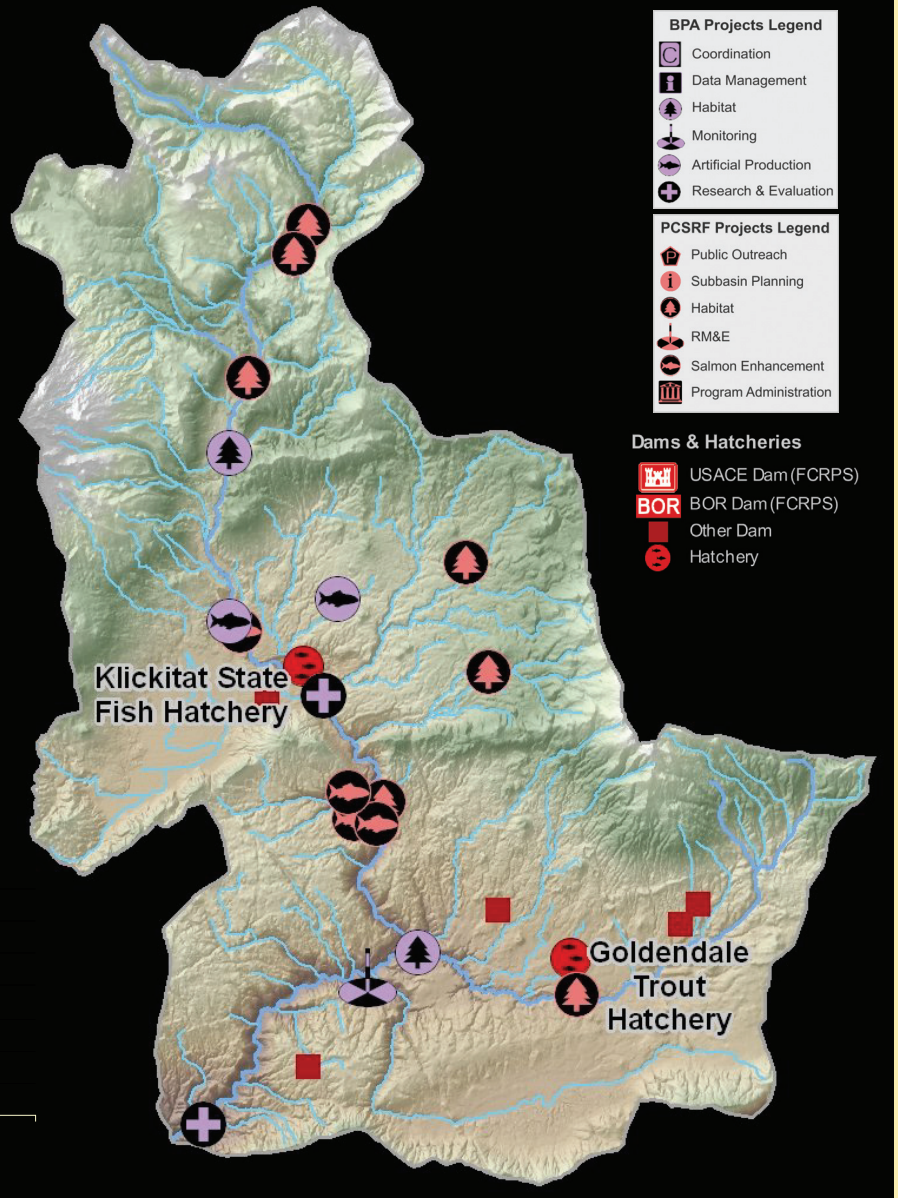 BPA Projects Legend
C Coordination
i Data Management
Habitat
Monitoring
Artificial Production
Research & Evaluation
PCSRF Projects Legend
P Public Outreach
i Subbasin Planning
Habitat
RM&E
Salmon Enhancement
Program Administration
Dams & Hatcheries
USACE Dam (FCRPS)
BOR BOR Dam (FCRPS)
Other Dam
Hatchery
Klickitat State
Fish Hatchery
Goldendale
Trout
Hatchery